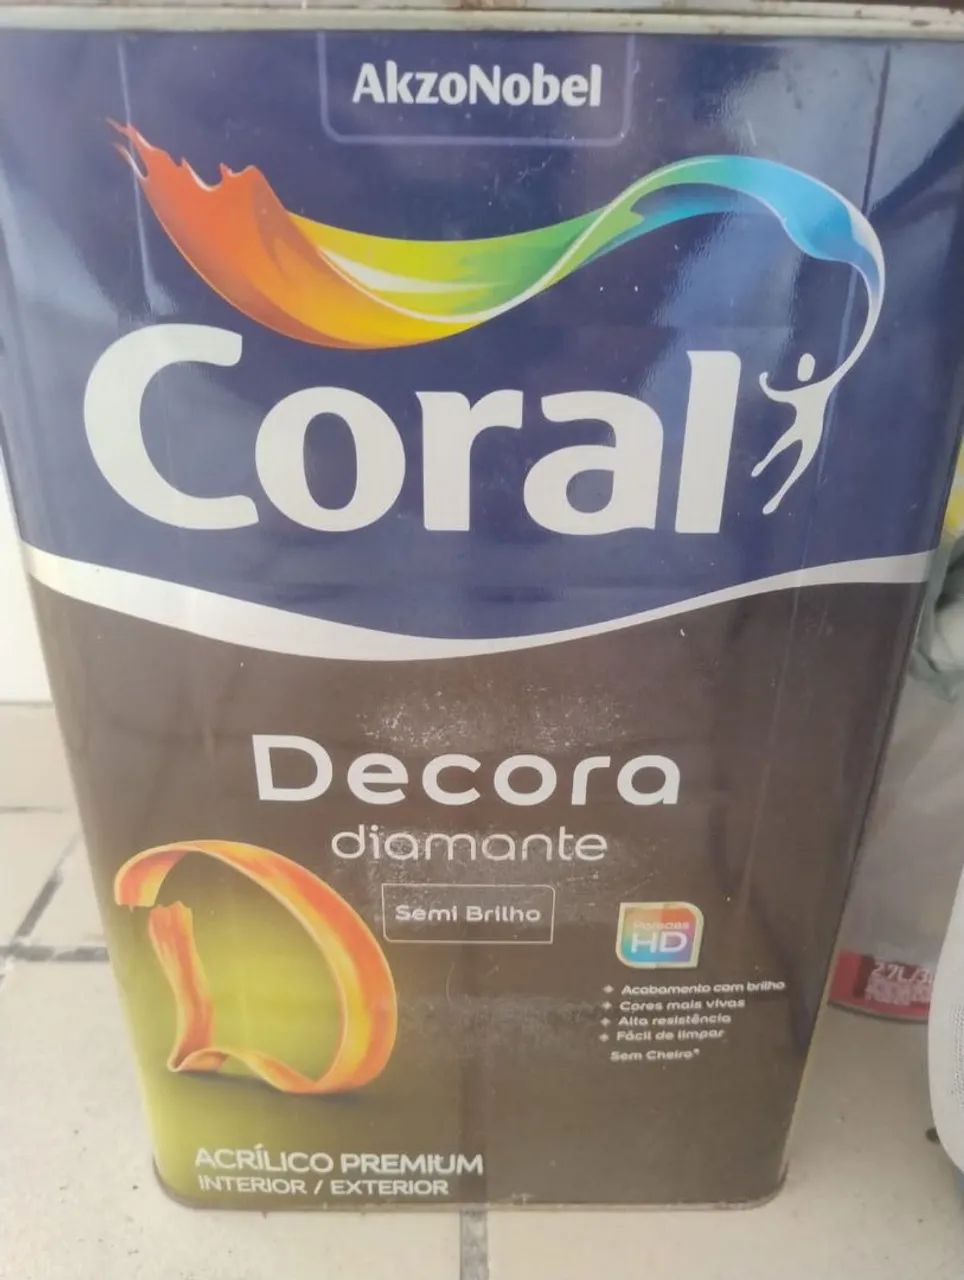 AkzoNobel
Coral
Decora
diamante
Semi Brilho
Paredes
HD
+ Acabamento com brilho
+ Cores mais vivas
+ Alta resistência
+ Fácil de limpar
Sem Cheiro*
ACRÍLICO PREMIUM
INTERIOR / EXTERIOR